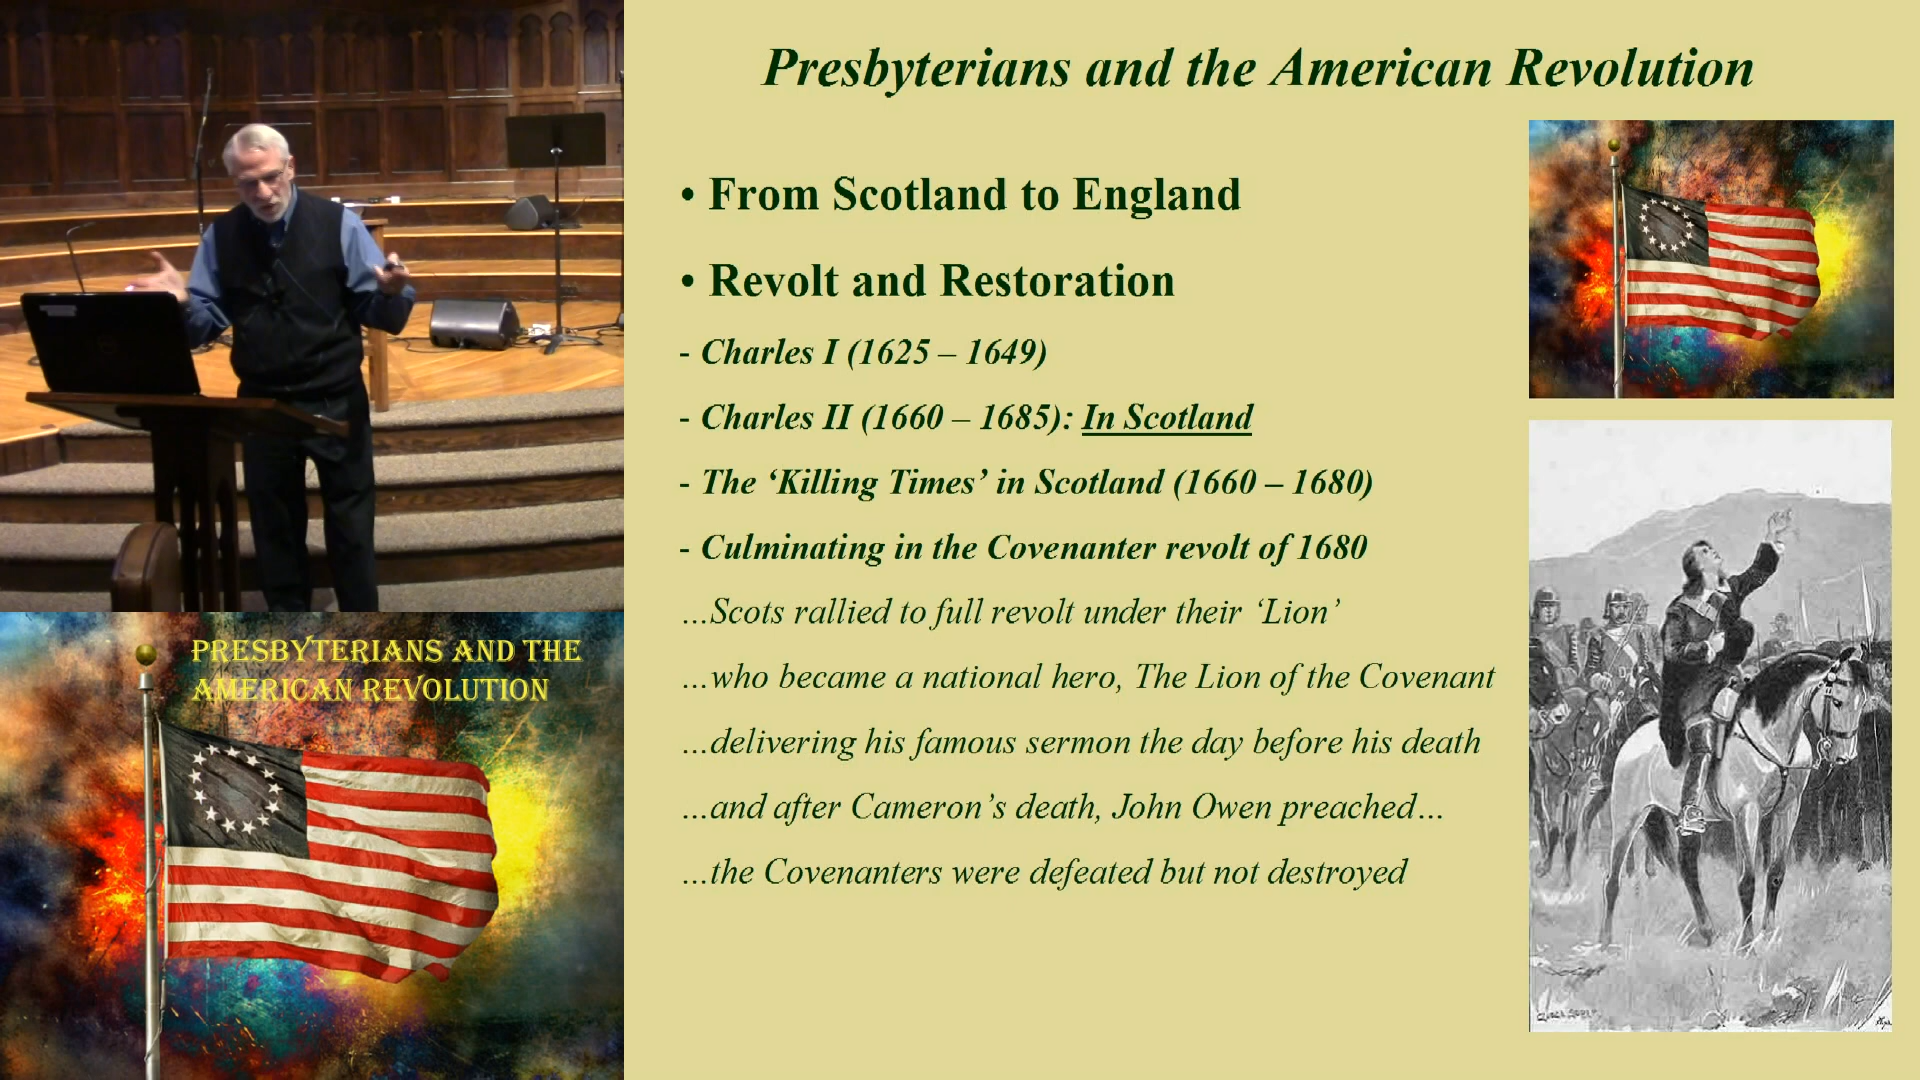 Presbyterians and the American Revolution
• From Scotland to England
• Revolt and Restoration
- Charles I (1625 – 1649)
- Charles II (1660 – 1685): In Scotland
- The ‘Killing Times’ in Scotland (1660 – 1680)
- Culminating in the Covenanter revolt of 1680
…Scots rallied to full revolt under their ‘Lion’
…who became a national hero, The Lion of the Covenant
…delivering his famous sermon the day before his death
…and after Cameron’s death, John Owen preached…
…the Covenanters were defeated but not destroyed
PRESBYTERIANS AND THE
AMERICAN REVOLUTION